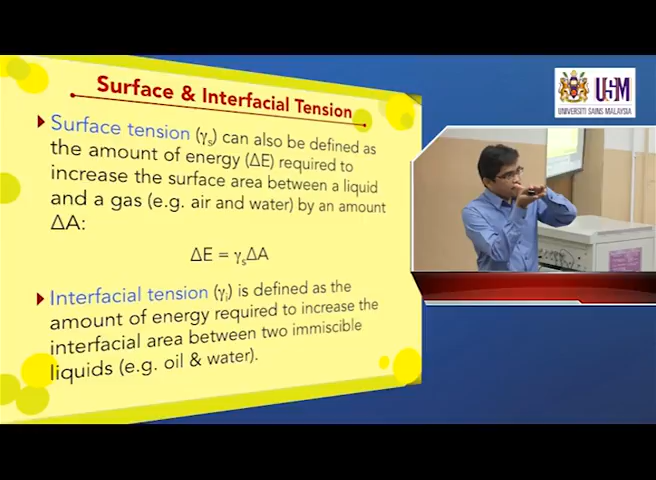 Surface & Interfacial Tension
Surface tension (γs) can also be defined as
the amount of energy (ΔE) required to
increase the surface area between a liquid
and a gas (e.g. air and water) by an amount
ΔA:
ΔE = γsΔA
Interfacial tension (γi) is defined as the
amount of energy required to increase the
interfacial area between two immiscible
liquids (e.g. oil & water).
USM
UNIVERSITI SAINS MALAYSIA